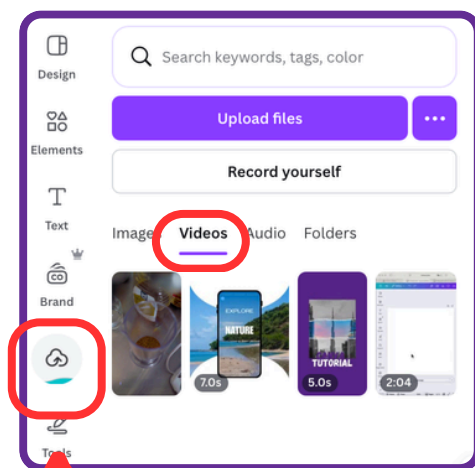 Design
Search keywords, tags, color
Elements
Upload files
Record yourself
Text
Images Videos Audio Folders
Brand
EXPLORE
NATURE
TUTORIAL
7.0s
5.0s
2:04
Tools